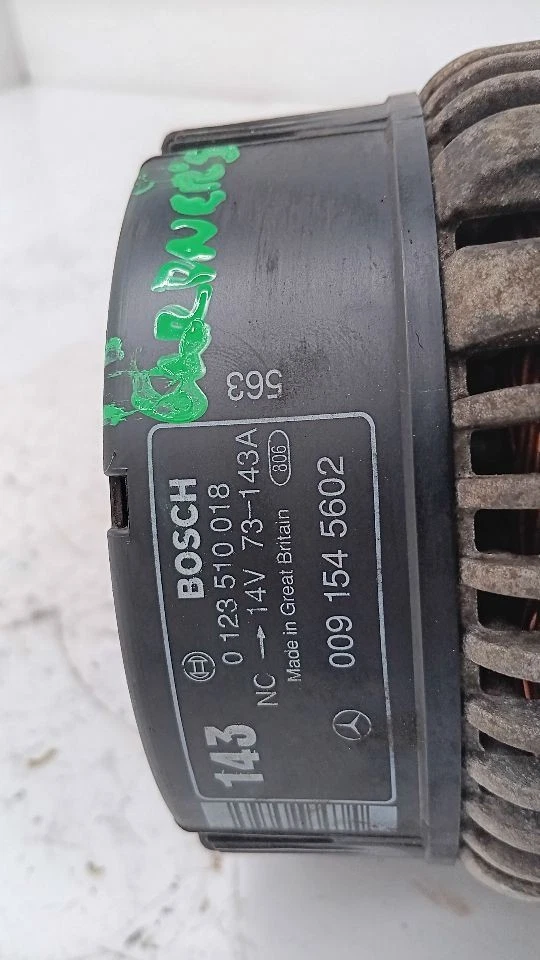 563
BOSCH
0 123 510 018
NC → 14V 73-143A
Made in Great Britain 806
009 154 5602
143